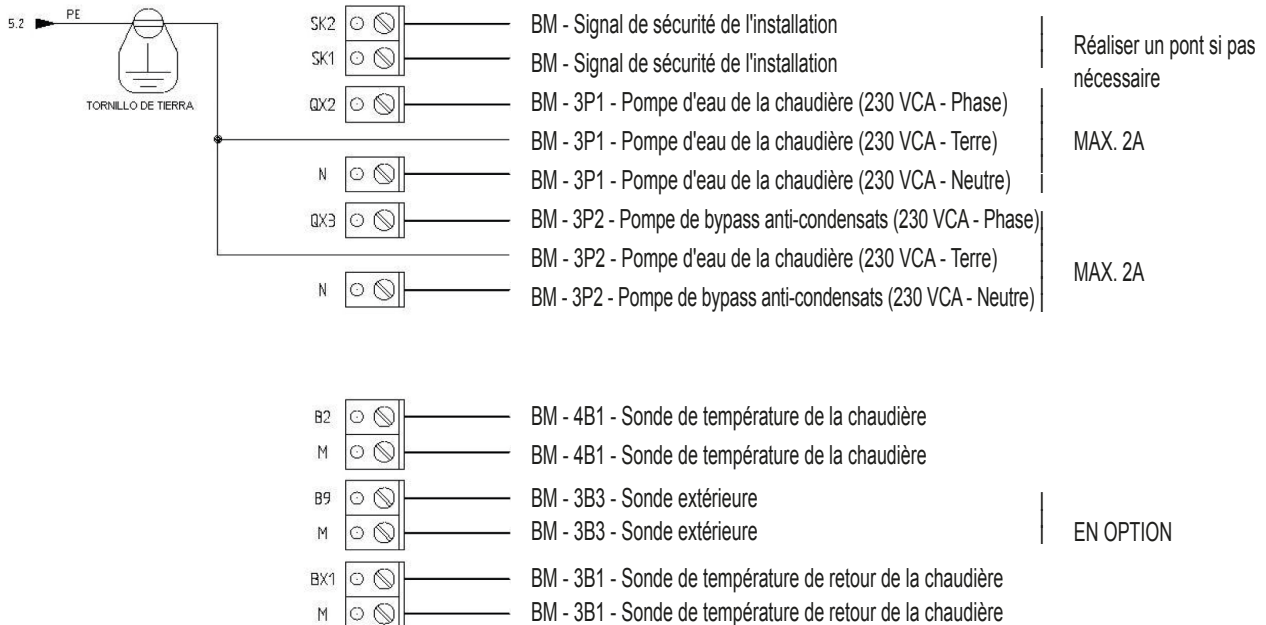 5.2 PE
TORNILLO DE TIERRA
SK2 BM - Signal de sécurité de l'installation
SK1 BM - Signal de sécurité de l'installation
Réaliser un pont si pas
nécessaire
QX2 BM - 3P1 - Pompe d'eau de la chaudière (230 VCA - Phase)
BM - 3P1 - Pompe d'eau de la chaudière (230 VCA - Terre) MAX. 2A
N BM - 3P1 - Pompe d'eau de la chaudière (230 VCA - Neutre)
QX3 BM - 3P2 - Pompe de bypass anti-condensats (230 VCA - Phase)
BM - 3P2 - Pompe d'eau de la chaudière (230 VCA - Terre) MAX. 2A
N BM - 3P2 - Pompe de bypass anti-condensats (230 VCA - Neutre)
B2 BM - 4B1 - Sonde de température de la chaudière
M BM - 4B1 - Sonde de température de la chaudière
B9 BM - 3B3 - Sonde extérieure
M BM - 3B3 - Sonde extérieure EN OPTION
BX1 BM - 3B1 - Sonde de température de retour de la chaudière
M BM - 3B1 - Sonde de température de retour de la chaudière